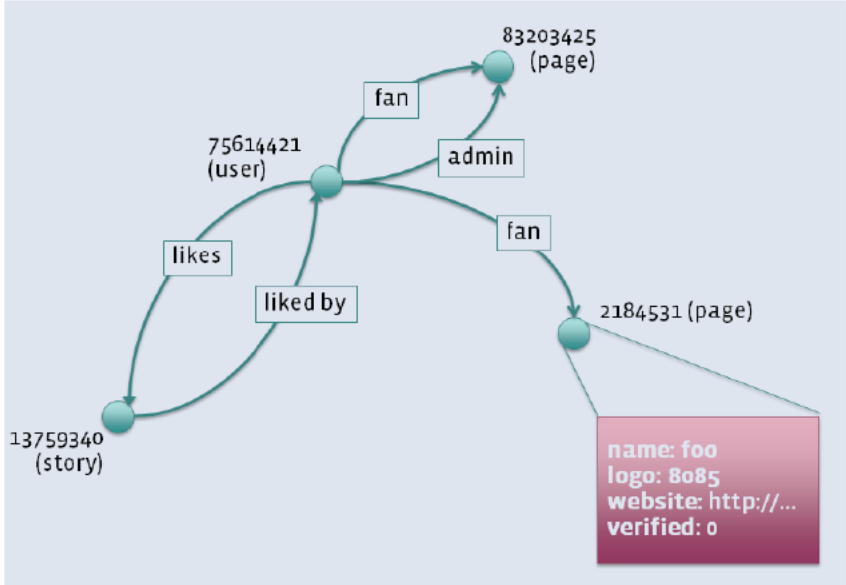 83203425
(page)
fan
75614421
(user)
admin
fan
likes
liked by
2184531 (page)
13759340
(story)
name: foo
logo: 8085
website: http://...
verified: 0